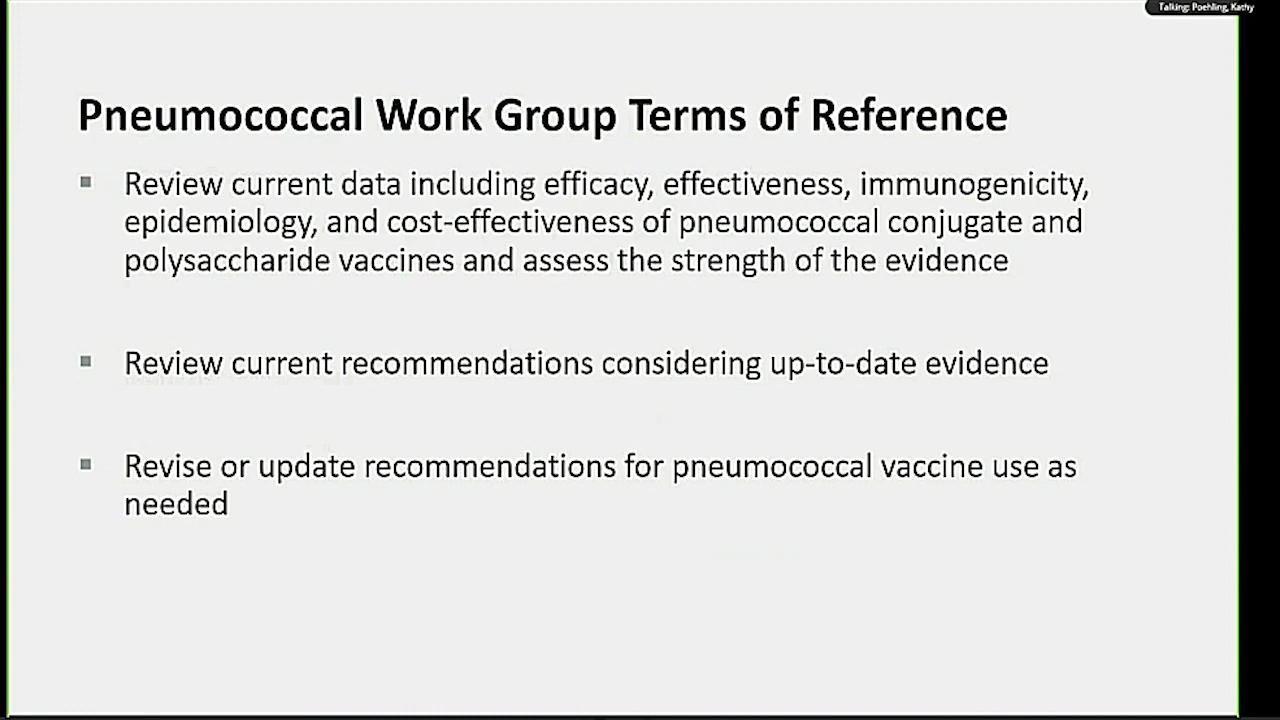 Talking: Poehling, Kathy
Pneumococcal Work Group Terms of Reference
Review current data including efficacy, effectiveness, immunogenicity,
epidemiology, and cost-effectiveness of pneumococcal conjugate and
polysaccharide vaccines and assess the strength of the evidence
Review current recommendations considering up-to-date evidence
Revise or update recommendations for pneumococcal vaccine use as
needed